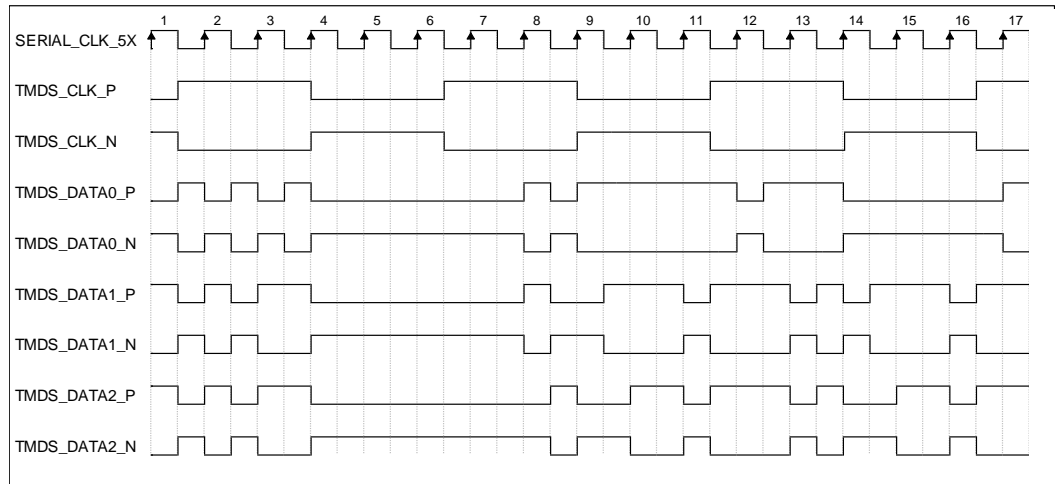 1 2 3 4 5 6 7 8 9 10 11 12 13 14 15 16 17
SERIAL_CLK_5X
TMDS_CLK_P
TMDS_CLK_N
TMDS_DATA0_P
TMDS_DATA0_N
TMDS_DATA1_P
TMDS_DATA1_N
TMDS_DATA2_P
TMDS_DATA2_N